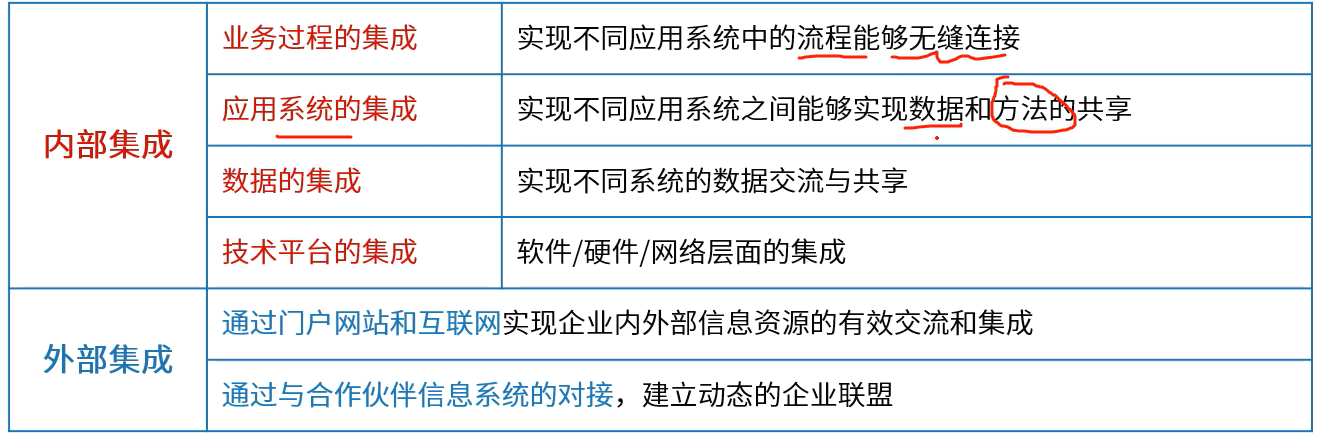 内部集成
业务过程的集成
实现不同应用系统中的流程能够无缝连接
应用系统的集成
实现不同应用系统之间能够实现数据和方法的共享
数据的集成
实现不同系统的数据交流与共享
技术平台的集成
软件/硬件/网络层面的集成
外部集成
通过门户网站和互联网实现企业内外部信息资源的有效交流和集成
通过与合作伙伴信息系统的对接，建立动态的企业联盟